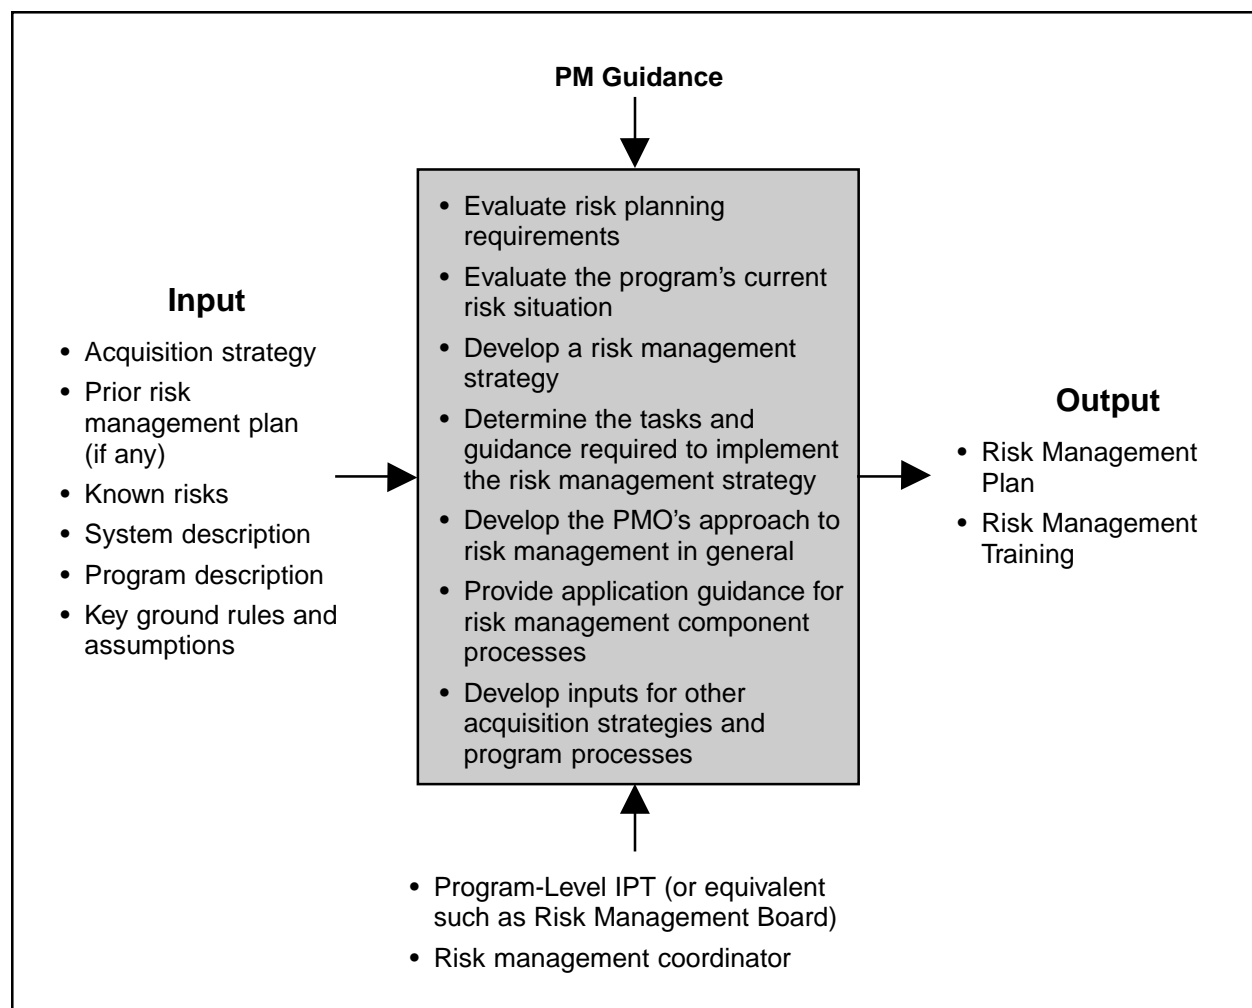 PM Guidance
Input
• Acquisition strategy
• Prior risk
management plan
(if any)
• Known risks
• System description
• Program description
• Key ground rules and
assumptions
• Evaluate risk planning
requirements
• Evaluate the program’s current
risk situation
• Develop a risk management
strategy
• Determine the tasks and
guidance required to implement
the risk management strategy
• Develop the PMO’s approach to
risk management in general
• Provide application guidance for
risk management component
processes
• Develop inputs for other
acquisition strategies and
program processes
Output
• Risk Management
Plan
• Risk Management
Training
• Program-Level IPT (or equivalent
such as Risk Management Board)
• Risk management coordinator